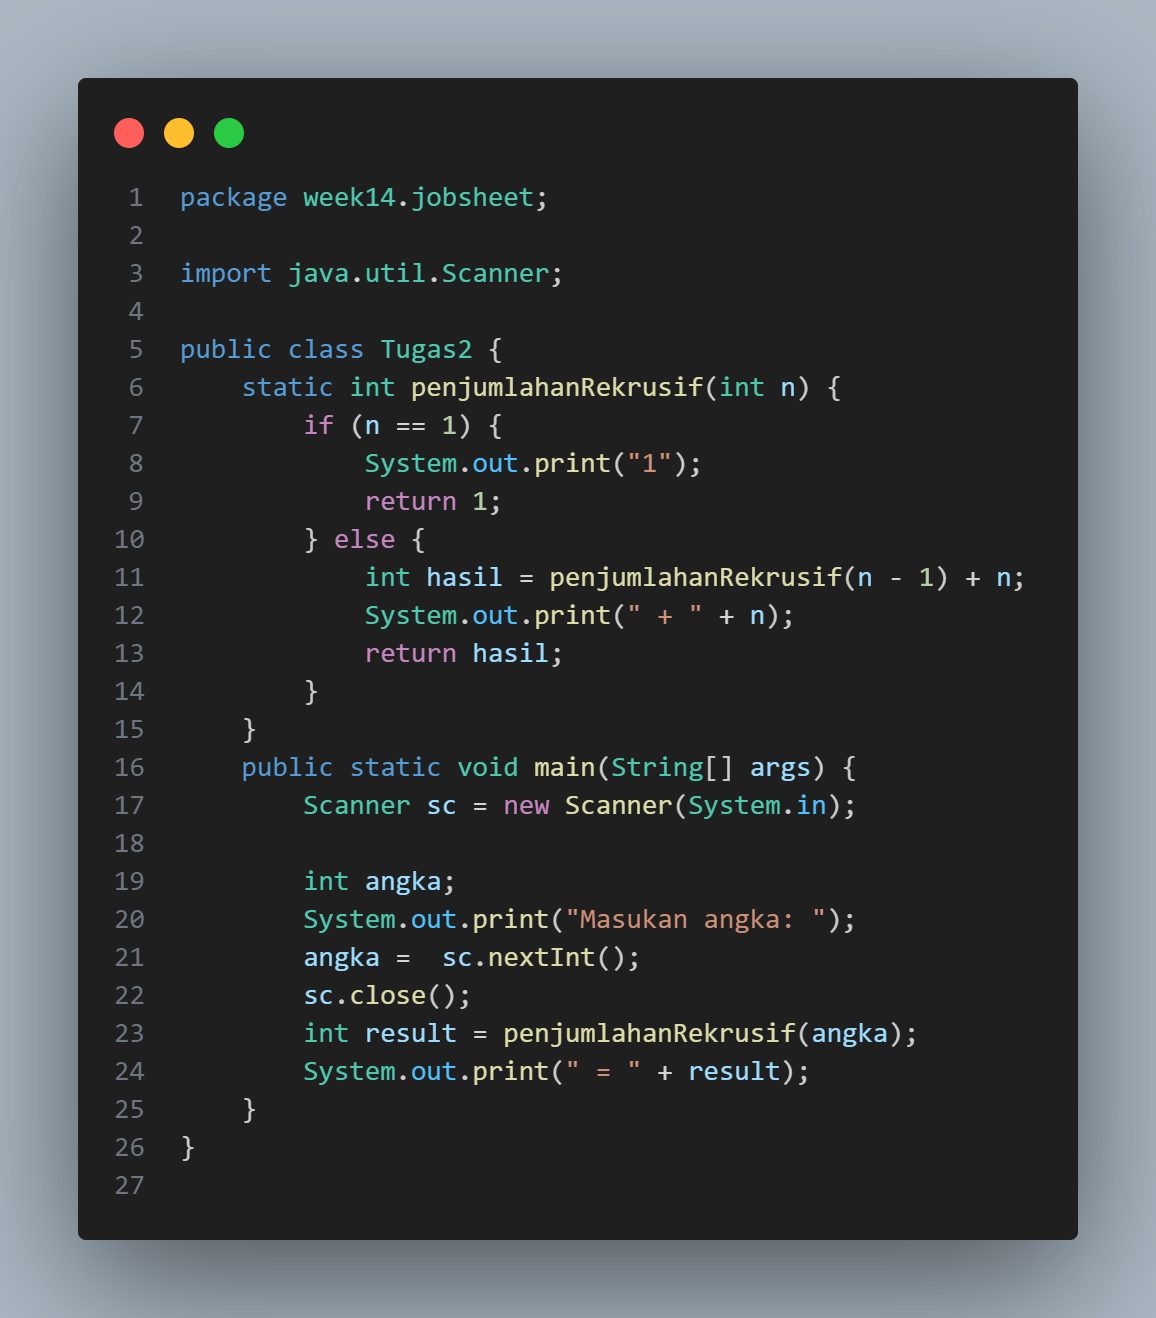 1 package week14.jobsheet;
2
3 import java.util.Scanner;
4
5 public class Tugas2 {
6     static int penjumlahanRekrusif(int n) {
7         if (n == 1) {
8             System.out.print("1");
9             return 1;
10         } else {
11             int hasil = penjumlahanRekrusif(n - 1) + n;
12             System.out.print(" + " + n);
13             return hasil;
14         }
15     }
16     public static void main(String[] args) {
17         Scanner sc = new Scanner(System.in);
18
19         int angka;
20         System.out.print("Masukan angka: ");
21         angka =  sc.nextInt();
22         sc.close();
23         int result = penjumlahanRekrusif(angka);
24         System.out.print(" = " + result);
25     }
26 }
27